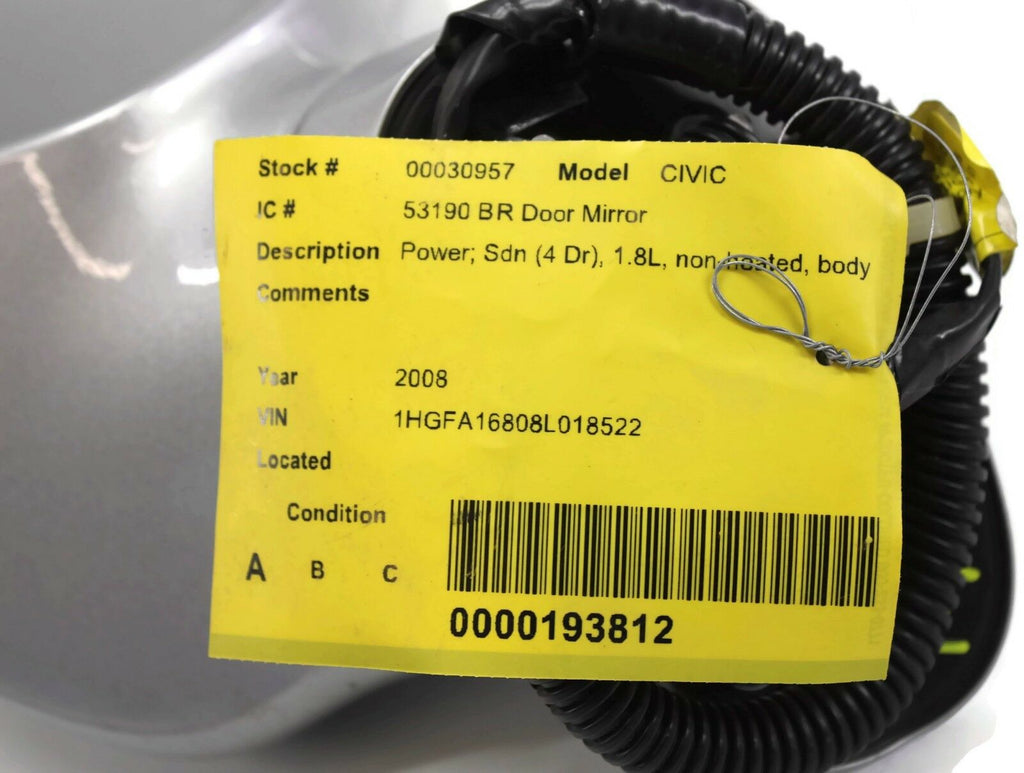 Stock # 00030957 Model CIVIC
IC # 53190 BR Door Mirror
Description Power; Sdn (4 Dr), 1.8L, non-heated, body
Comments
Year 2008
VIN 1HGFA16808L018522
Located
Condition
A B C
0000193812